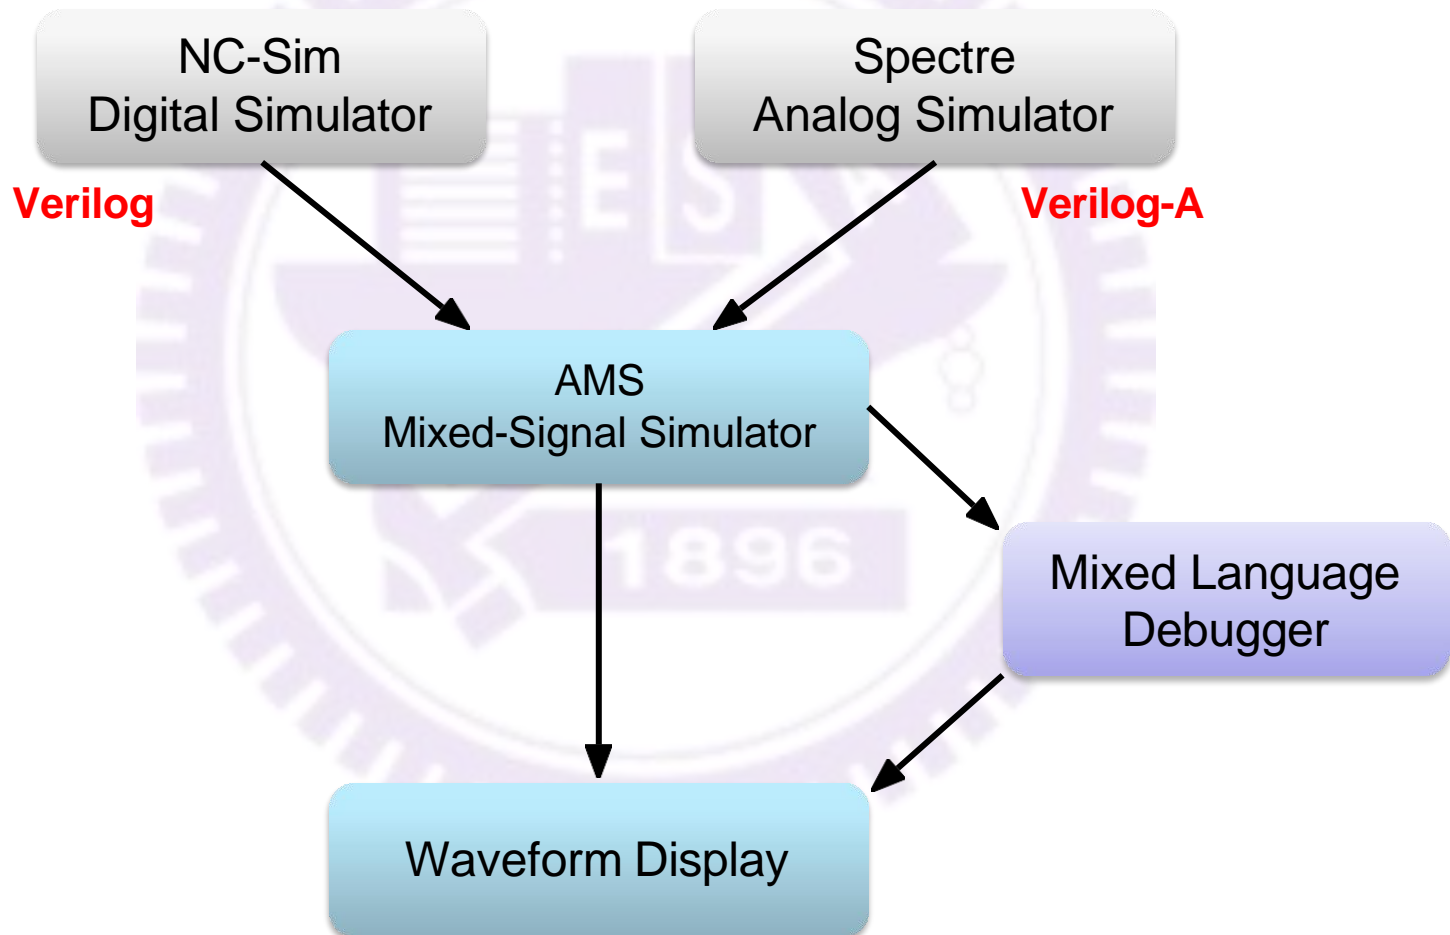 NC-Sim
Digital Simulator
Spectre
Analog Simulator
Verilog
Verilog-A
AMS
Mixed-Signal Simulator
ES
1896
Mixed Language
Debugger
Waveform Display